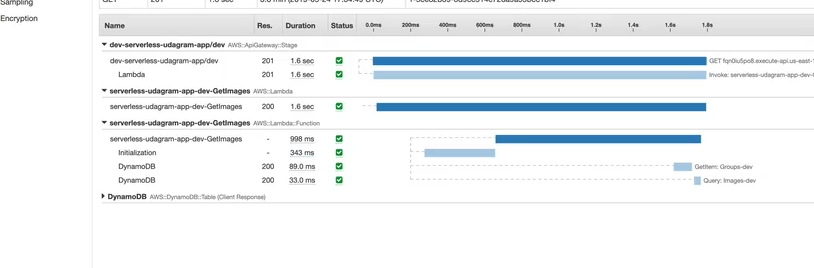 Sampling
Encryption
GET 201
Name Res. Duration Status 0.0ms 200ms 400ms 600ms 800ms 1.0s 1.2s 1.4s 1.6s 1.8s
dev-serverless-udagram-app/dev AWS::ApiGateway::Stage
dev-serverless-udagram-app/dev 201 1.6 sec GET fqn0iu5po8.execute-api.us-east-1
Lambda 201 1.6 sec Invoke: serverless-udagram-app-dev-G
serverless-udagram-app-dev-GetImages AWS::Lambda
serverless-udagram-app-dev-GetImages 200 1.6 sec
serverless-udagram-app-dev-GetImages AWS::Lambda::Function
serverless-udagram-app-dev-GetImages - 998 ms
Initialization - 343 ms
DynamoDB 200 89.0 ms GetItem: Groups-dev
DynamoDB 200 33.0 ms Query: Images-dev
DynamoDB AWS::DynamoDB::Table (Client Response)